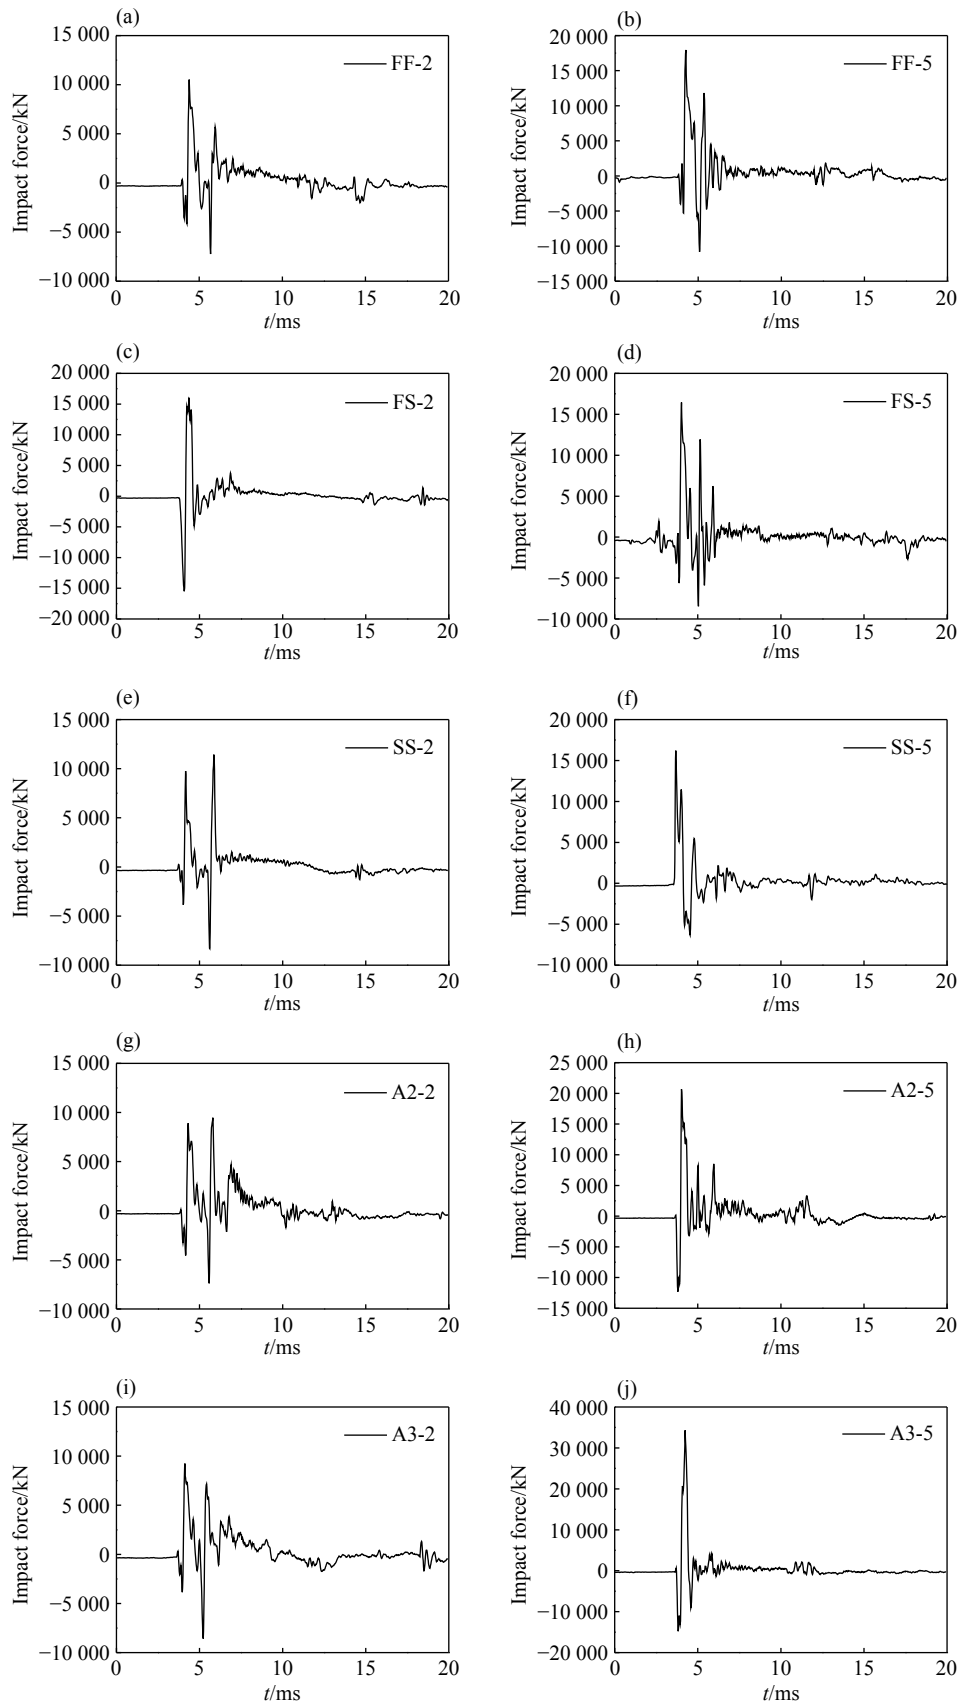 (a)
15 000
10 000
5 000
0
−5 000
−10 000
Impact force/kN
FF-2
0 5 10 15 20
t/ms
(b)
20 000
15 000
10 000
5 000
0
−5 000
−10 000
−15 000
Impact force/kN
FF-5
0 5 10 15 20
t/ms
(c)
20 000
15 000
10 000
5 000
0
−5 000
−10 000
−15 000
−20 000
Impact force/kN
FS-2
0 5 10 15 20
t/ms
(d)
20 000
15 000
10 000
5 000
0
−5 000
−10 000
Impact force/kN
FS-5
0 5 10 15 20
t/ms
(e)
15 000
10 000
5 000
0
−5 000
−10 000
Impact force/kN
SS-2
0 5 10 15 20
t/ms
(f)
20 000
15 000
10 000
5 000
0
−5 000
−10 000
Impact force/kN
SS-5
0 5 10 15 20
t/ms
(g)
15 000
10 000
5 000
0
−5 000
−10 000
Impact force/kN
A2-2
0 5 10 15 20
t/ms
(h)
25 000
20 000
15 000
10 000
5 000
0
−5 000
−10 000
−15 000
Impact force/kN
A2-5
0 5 10 15 20
t/ms
(i)
15 000
10 000
5 000
0
−5 000
−10 000
Impact force/kN
A3-2
0 5 10 15 20
t/ms
(j)
40 000
30 000
20 000
10 000
0
−10 000
−20 000
Impact force/kN
A3-5
0 5 10 15 20
t/ms